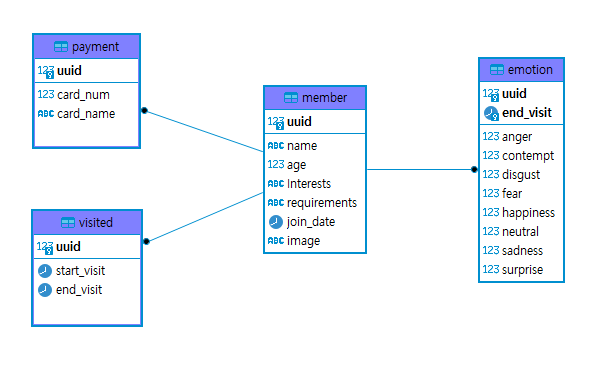 payment
123 uuid
123 card_num
ABC card_name
visited
123 uuid
start_visit
end_visit
member
123 uuid
ABC name
123 age
ABC Interests
ABC requirements
join_date
ABC image
emotion
123 uuid
end_visit
123 anger
123 contempt
123 disgust
123 fear
123 happiness
123 neutral
123 sadness
123 surprise